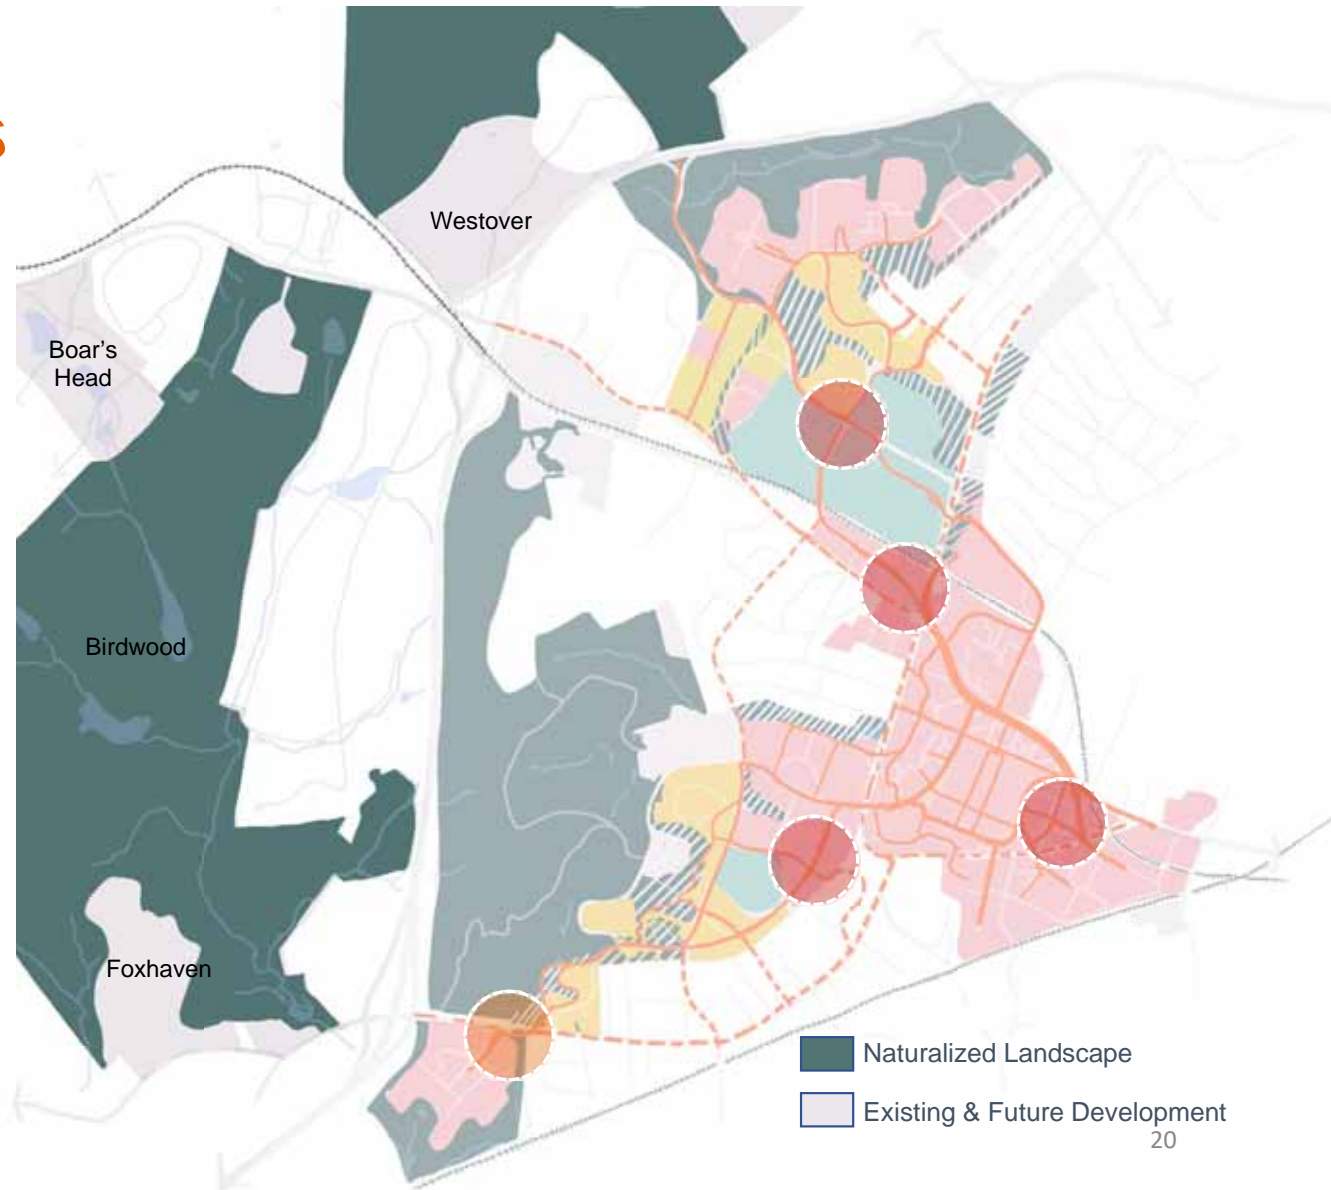 s
Westover
Boar's
Head
Birdwood
Foxhaven
Naturalized Landscape
Existing & Future Development
20